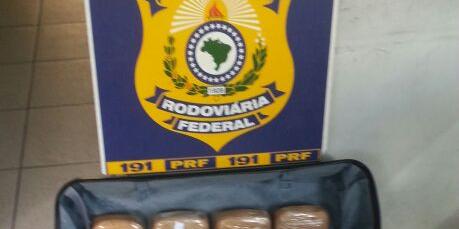 1928
RODOVIÁRIA
FEDERAL
191 PRF 191 PRF